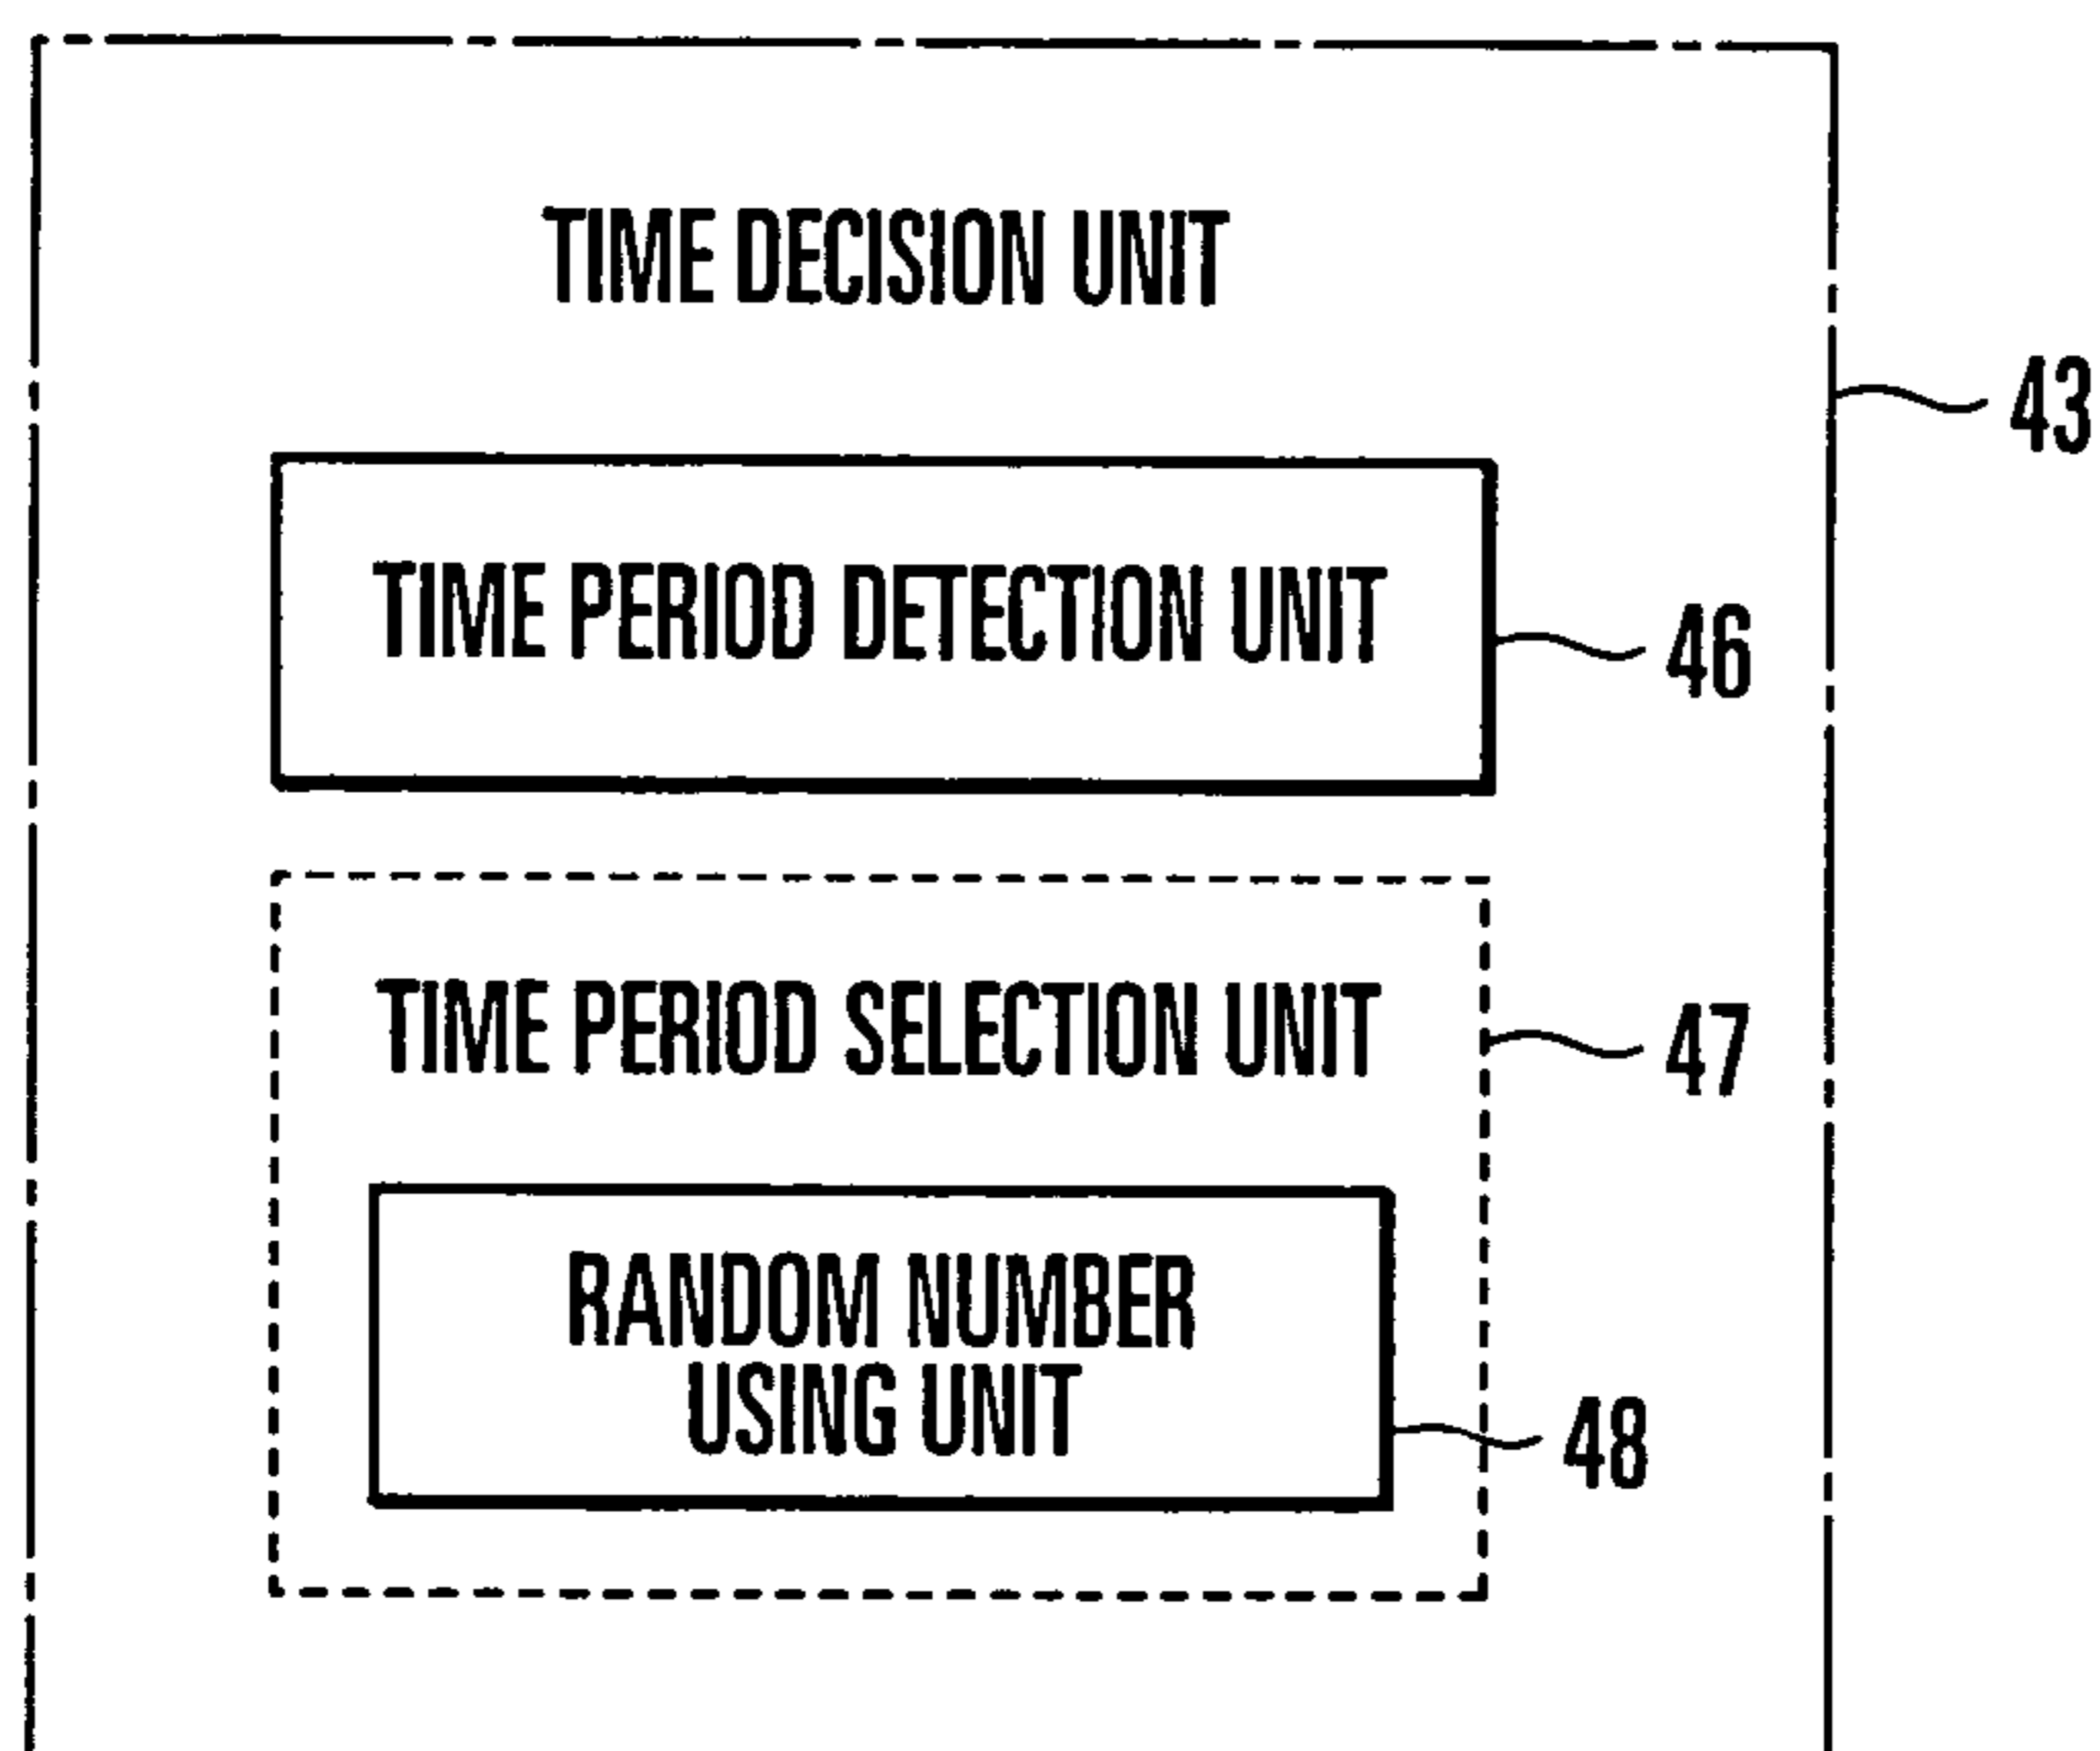 TIME DECISION UNIT
43
TIME PERIOD DETECTION UNIT
46
TIME PERIOD SELECTION UNIT
47
RANDOM NUMBER
USING UNIT
48